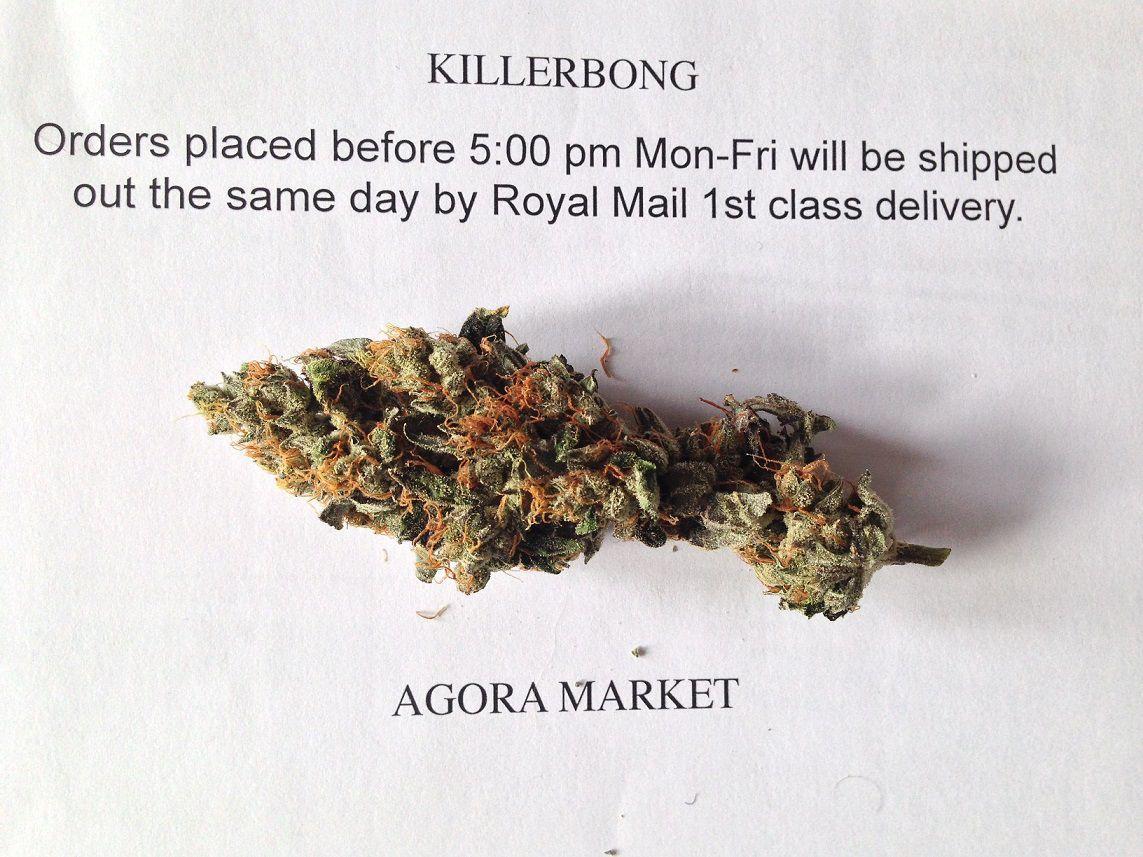 KILLERBONG
Orders placed before 5:00 pm Mon-Fri will be shipped
out the same day by Royal Mail 1st class delivery.
AGORA MARKET